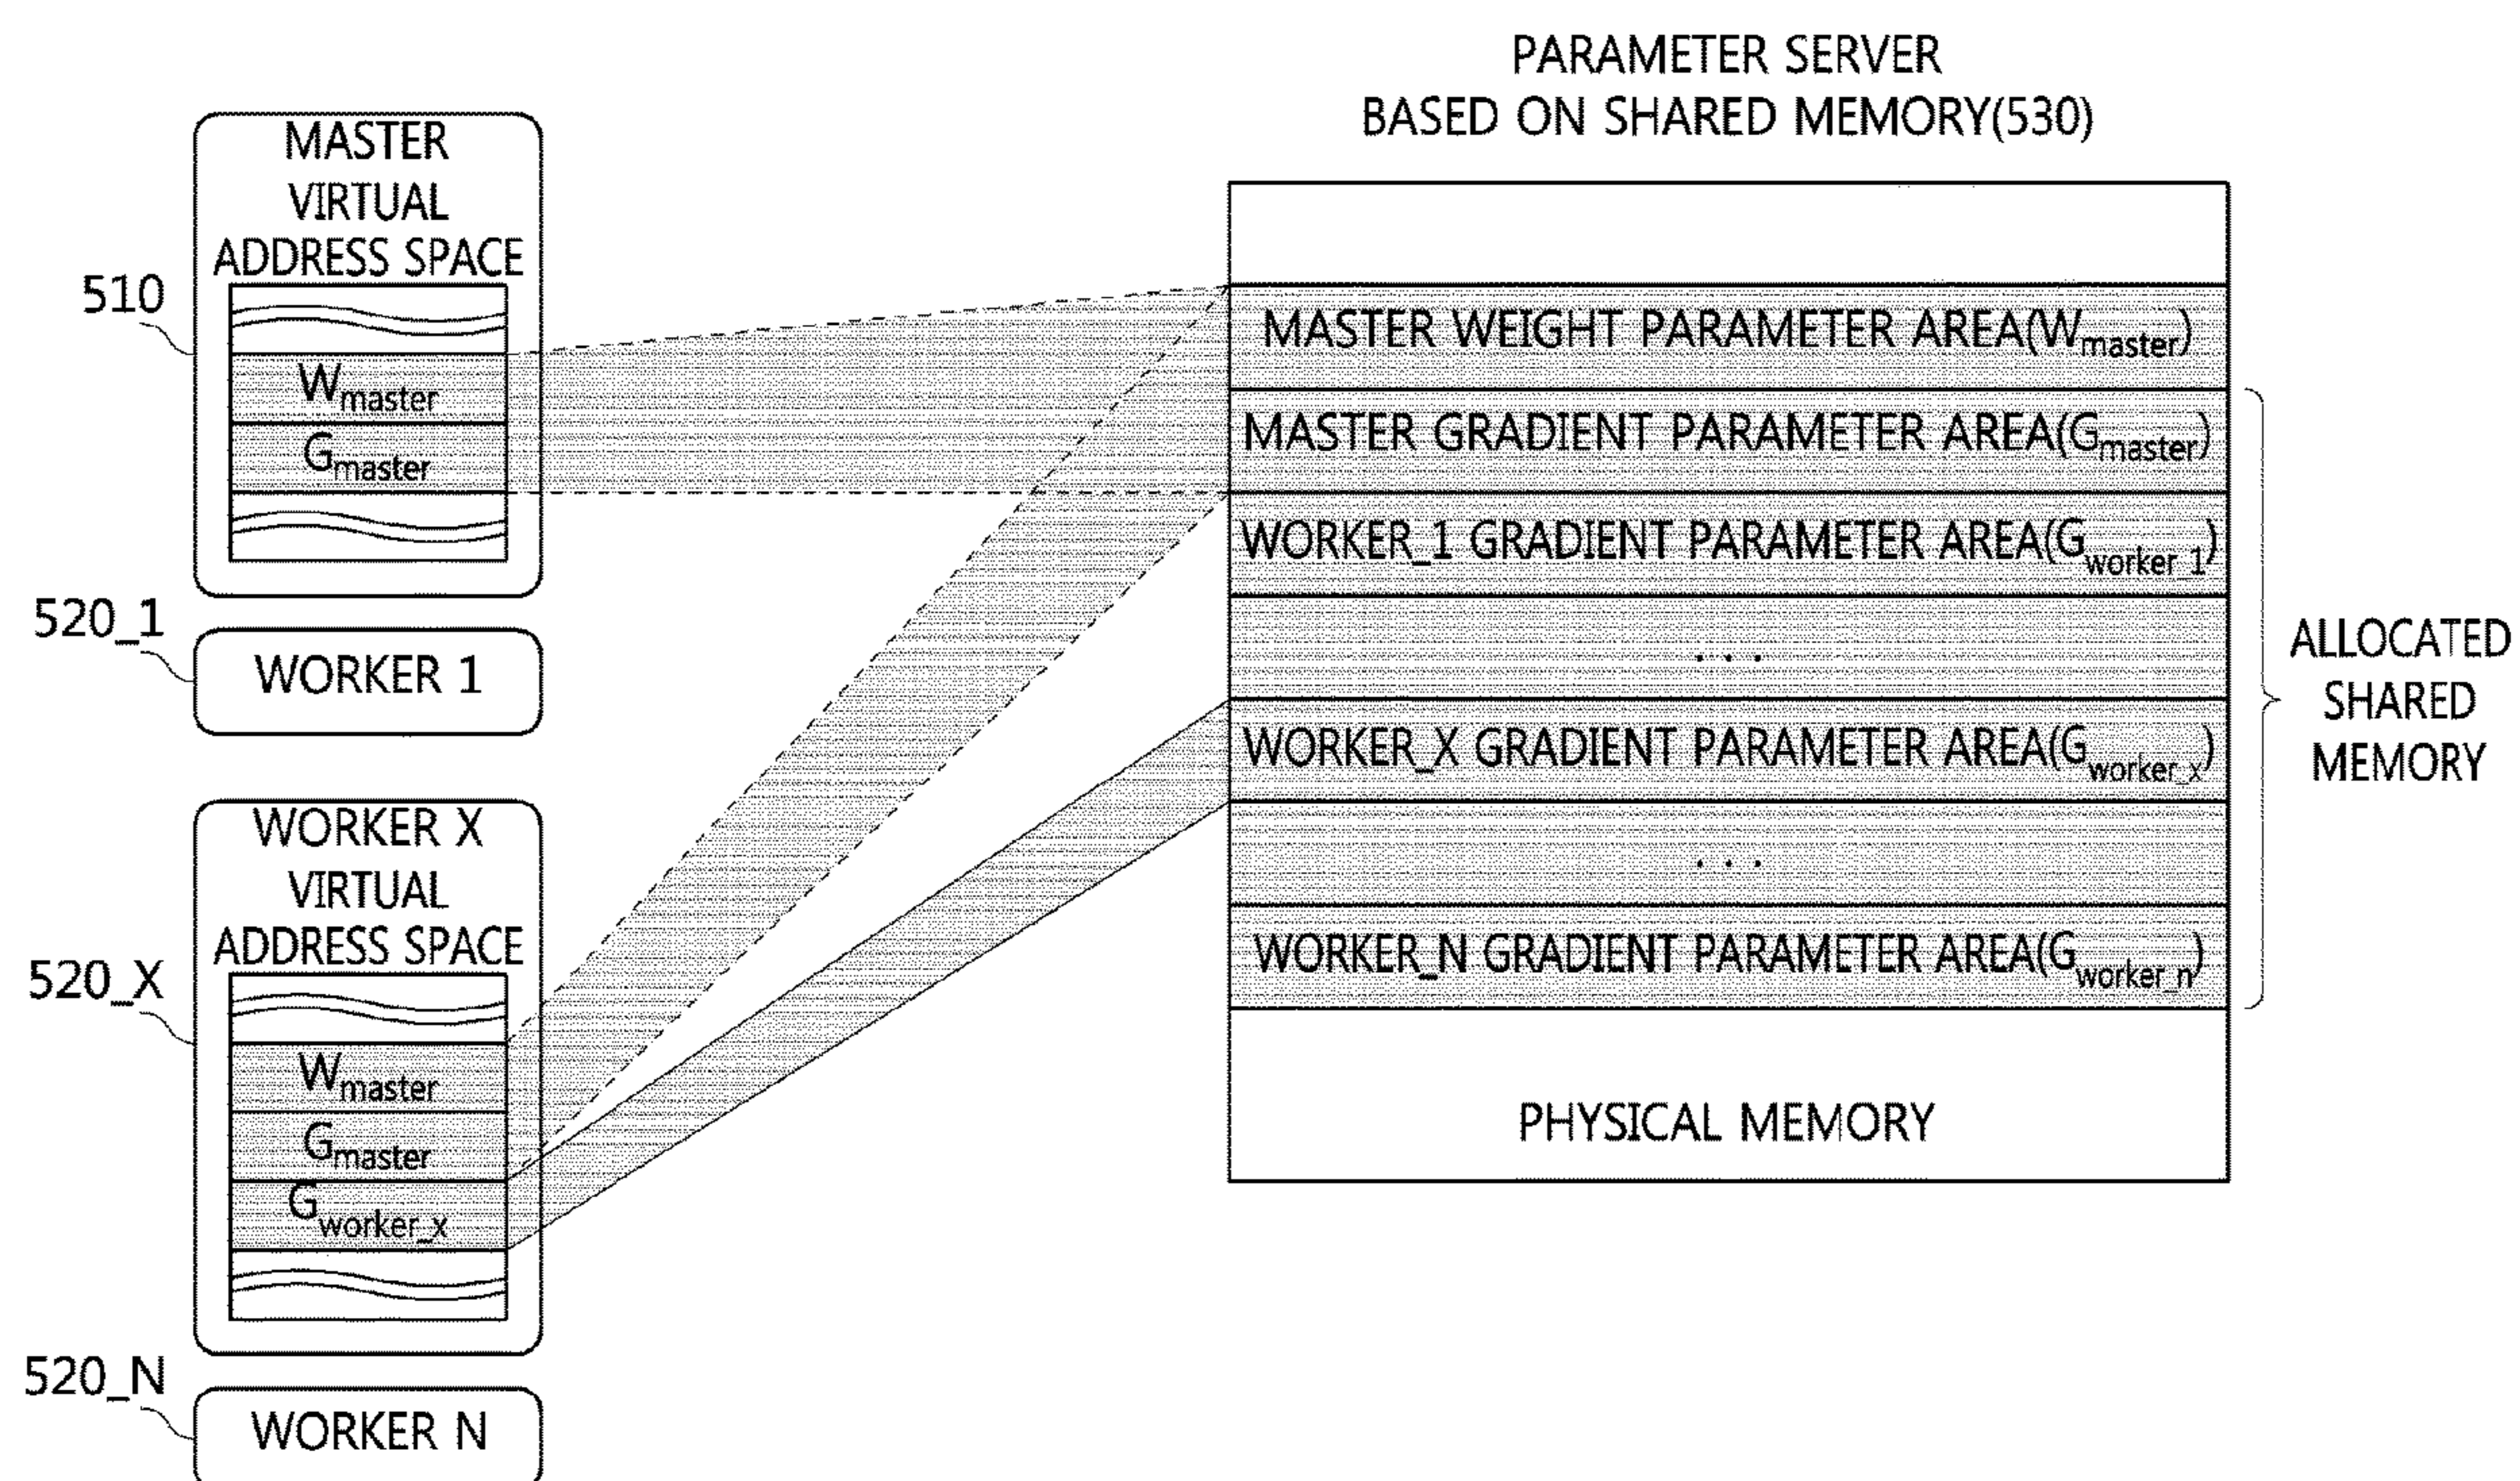 PARAMETER SERVER
BASED ON SHARED MEMORY(530)
MASTER
VIRTUAL
ADDRESS SPACE
510
Wmaster
Gmaster
520_1
WORKER 1
WORKER X
VIRTUAL
ADDRESS SPACE
520_X
Wmaster
Gmaster
Gworker_x
520_N
WORKER N
MASTER WEIGHT PARAMETER AREA(Wmaster)
MASTER GRADIENT PARAMETER AREA(Gmaster)
WORKER_1 GRADIENT PARAMETER AREA(Gworker_1)
...
WORKER_X GRADIENT PARAMETER AREA(Gworker_x)
...
WORKER_N GRADIENT PARAMETER AREA(Gworker_n)
PHYSICAL MEMORY
ALLOCATED
SHARED
MEMORY